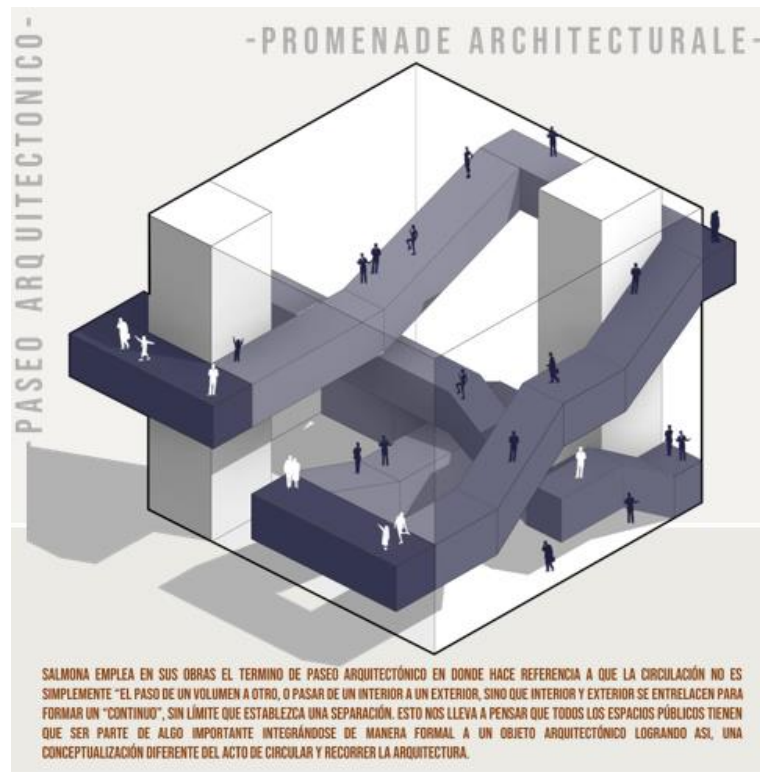 -PROMENADE ARCHITECTURALE-
-PASEO ARQUITECTONICO-
SALMONA EMPLEA EN SUS OBRAS EL TERMINO DE PASEO ARQUITECTÓNICO EN DONDE HACE REFERENCIA A QUE LA CIRCULACIÓN NO ES
SIMPLEMENTE “EL PASO DE UN VOLUMEN A OTRO, O PASAR DE UN INTERIOR A UN EXTERIOR, SINO QUE INTERIOR Y EXTERIOR SE ENTRELACEN PARA
FORMAR UN “CONTINUO”, SIN LÍMITE QUE ESTABLEZCA UNA SEPARACIÓN. ESTO NOS LLEVA A PENSAR QUE TODOS LOS ESPACIOS PÚBLICOS TIENEN
QUE SER PARTE DE ALGO IMPORTANTE INTEGRÁNDOSE DE MANERA FORMAL A UN OBJETO ARQUITECTÓNICO LOGRANDO ASI, UNA
CONCEPTUALIZACIÓN DIFERENTE DEL ACTO DE CIRCULAR Y RECORRER LA ARQUITECTURA.